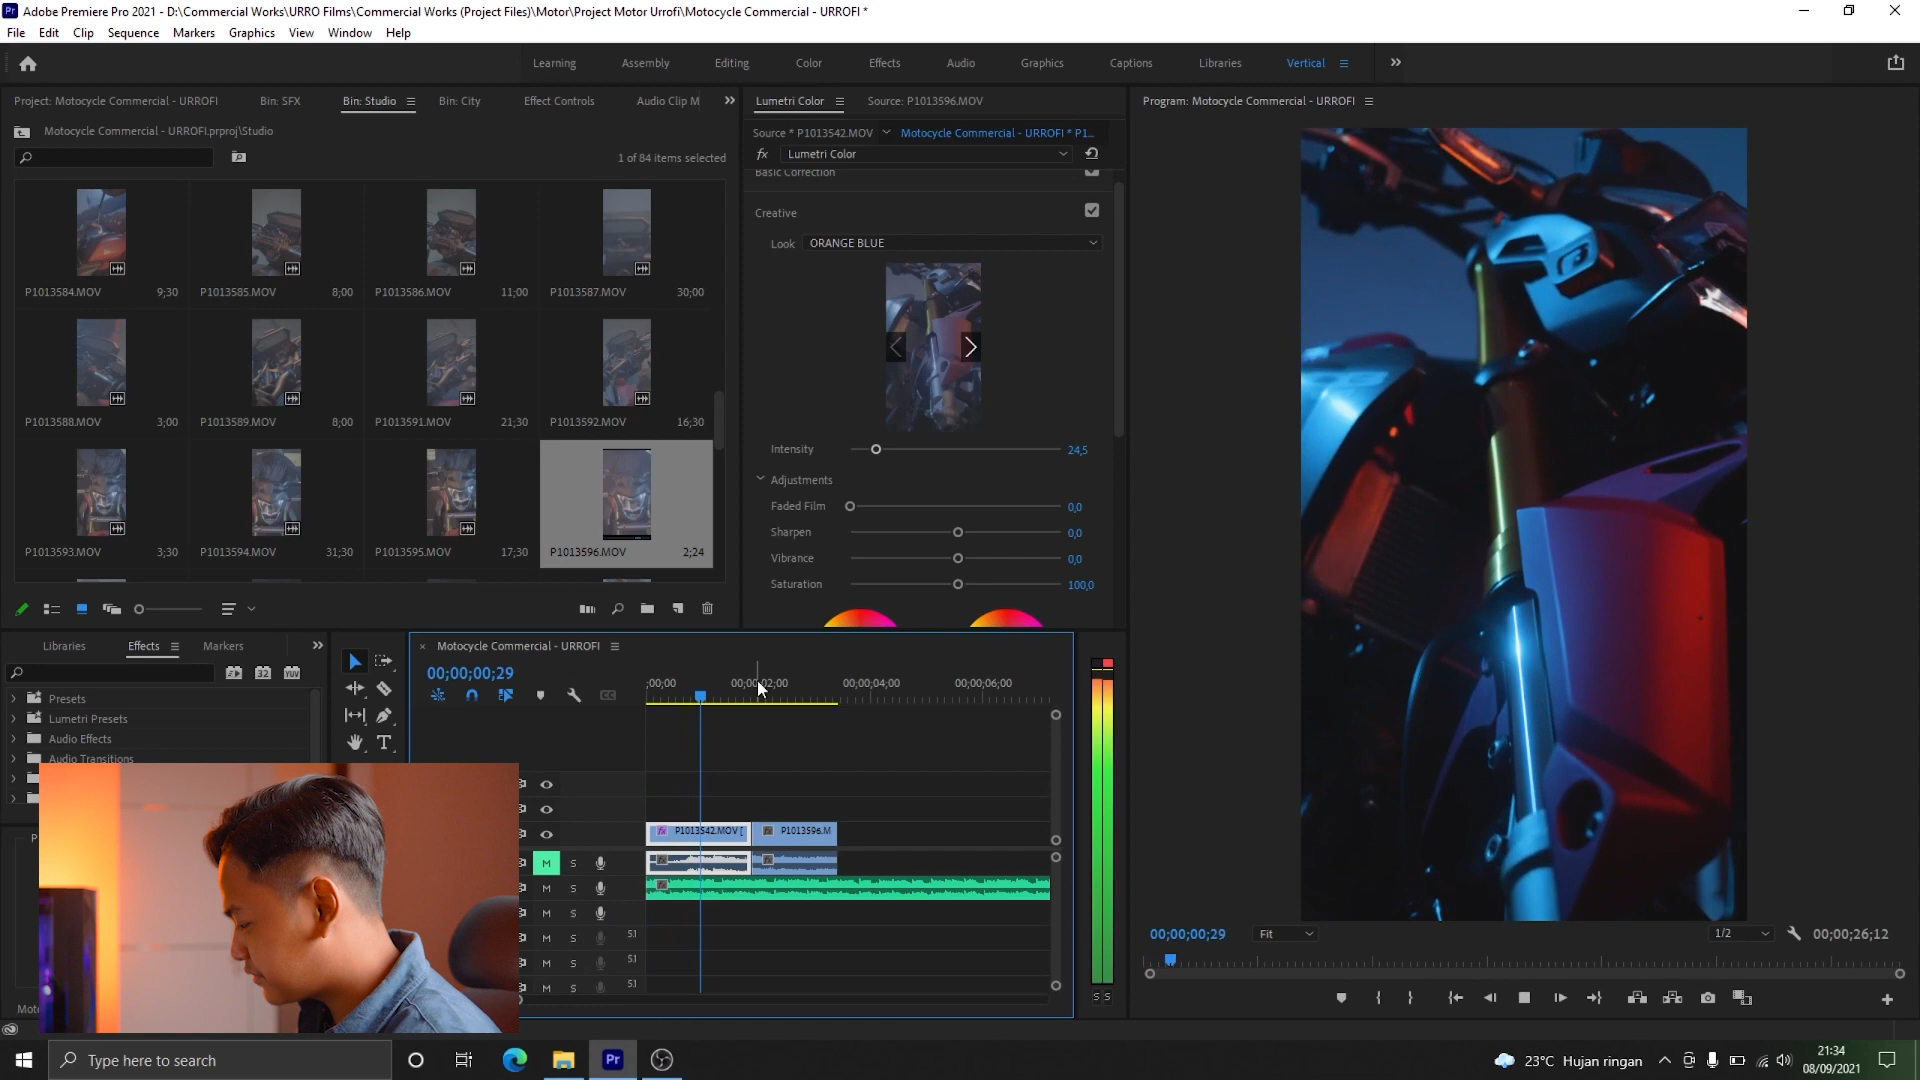 Adobe Premiere Pro 2021 - D:\Commercial Works\URRO Films\Commercial Works (Project Files)\Motor\Project Motor Urrofi\Motocycle Commercial - URROFI *
File Edit Clip Sequence Markers Graphics View Window Help
Learning Assembly Editing Color Effects Audio Graphics Captions Libraries Vertical
Project: Motocycle Commercial - URROFI Bin: SFX Bin: Studio Bin: City Effect Controls Audio Clip M
Motocycle Commercial - URROFI.prproj\Studio
1 of 84 items selected
P1013584.MOV 9;30 P1013585.MOV 8;00 P1013586.MOV 11;00 P1013587.MOV 30;00
P1013588.MOV 3;00 P1013589.MOV 8;00 P1013591.MOV 21;30 P1013592.MOV 16;30
P1013593.MOV 3;30 P1013594.MOV 31;30 P1013595.MOV 17;30 P1013596.MOV 2;24
Lumetri Color Source: P1013596.MOV
Source * P1013542.MOV Motocycle Commercial - URROFI * P1...
fx Lumetri Color
Basic Correction
Creative
Look ORANGE BLUE
Intensity 24,5
Adjustments
Faded Film 0,0
Sharpen 0,0
Vibrance 0,0
Saturation 100,0
Program: Motocycle Commercial - URROFI
00;00;00;29 Fit 1/2 00;00;26;12
Libraries Effects Markers
32 YUV
Presets
Lumetri Presets
Audio Effects
Audio Transitions
Moto
× Motocycle Commercial - URROFI
00;00;00;29
;00;00 00;00;02;00 00;00;04;00 00;00;06;00
P1013542.MOV [ P1013596.M
M S
M S
M S
M S 5.1
M S 5.1
M S 5.1
S S
Type here to search
Pr
23°C Hujan ringan
21:34
08/09/2021